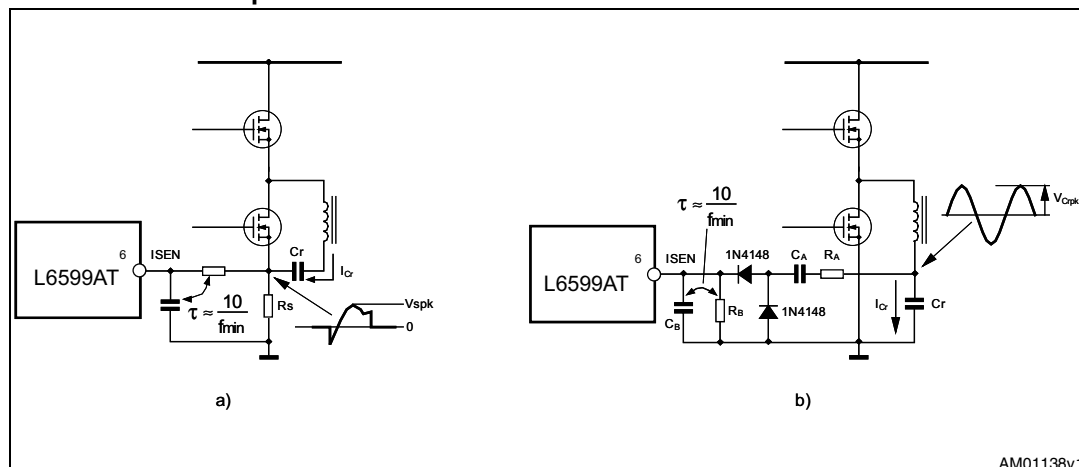 6
ISEN
L6599AT
Cr
ICr
τ ≈ 10
fmin
Rs
Vspk
0
a)
6
ISEN
L6599AT
τ ≈ 10
fmin
1N4148
CA
RA
CB
RB
1N4148
ICr
Cr
VCrpk
b)
AM01138v1